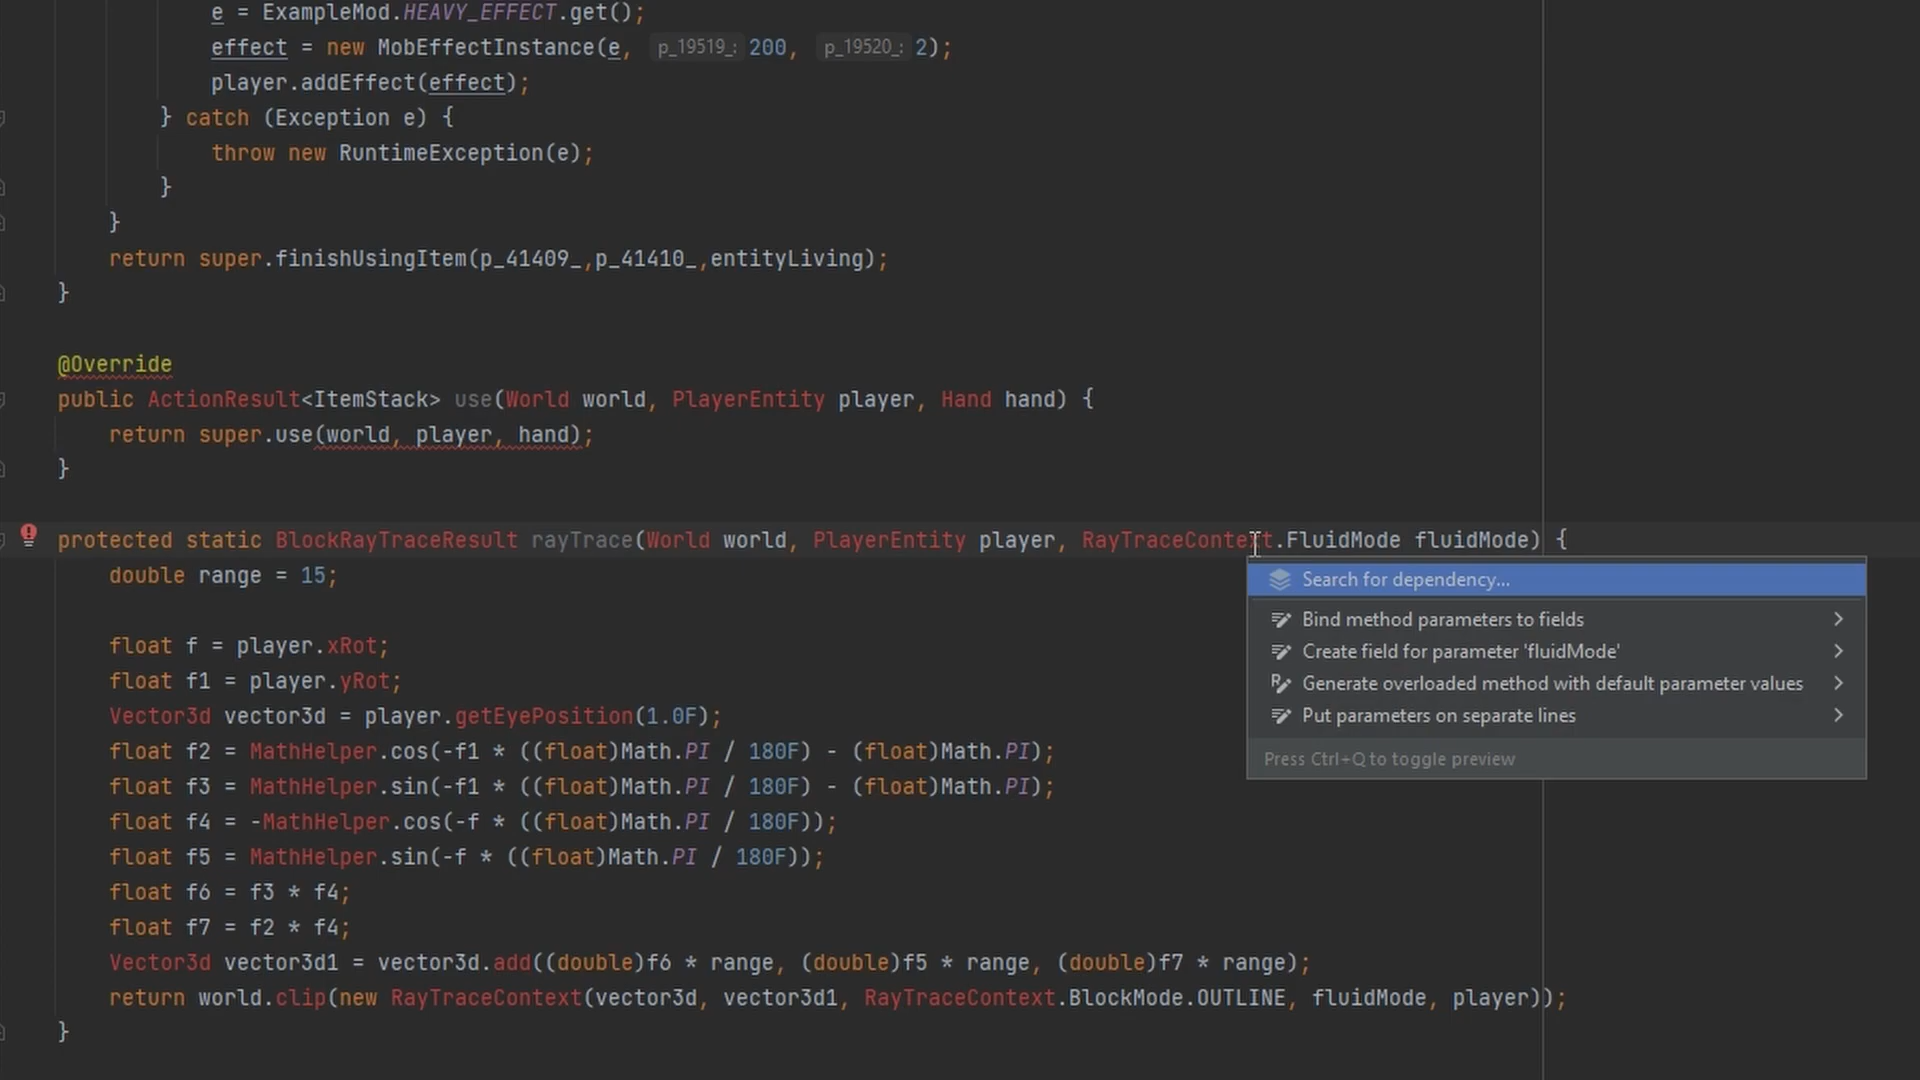 e = ExampleMod.HEAVY_EFFECT.get();
effect = new MobEffectInstance(e, p_19519_: 200, p_19520_: 2);
player.addEffect(effect);
} catch (Exception e) {
throw new RuntimeException(e);
}
}
return super.finishUsingItem(p_41409_,p_41410_,entityLiving);
}
@Override
public ActionResult<ItemStack> use(World world, PlayerEntity player, Hand hand) {
return super.use(world, player, hand);
}
protected static BlockRayTraceResult rayTrace(World world, PlayerEntity player, RayTraceContext.FluidMode fluidMode) {
double range = 15;
Search for dependency...
Bind method parameters to fields
Create field for parameter 'fluidMode'
Generate overloaded method with default parameter values
Put parameters on separate lines
Press Ctrl+Q to toggle preview
float f = player.xRot;
float f1 = player.yRot;
Vector3d vector3d = player.getEyePosition(1.0F);
float f2 = MathHelper.cos(-f1 * ((float)Math.PI / 180F) - (float)Math.PI);
float f3 = MathHelper.sin(-f1 * ((float)Math.PI / 180F) - (float)Math.PI);
float f4 = -MathHelper.cos(-f * ((float)Math.PI / 180F));
float f5 = MathHelper.sin(-f * ((float)Math.PI / 180F));
float f6 = f3 * f4;
float f7 = f2 * f4;
Vector3d vector3d1 = vector3d.add((double)f6 * range, (double)f5 * range, (double)f7 * range);
return world.clip(new RayTraceContext(vector3d, vector3d1, RayTraceContext.BlockMode.OUTLINE, fluidMode, player));
}